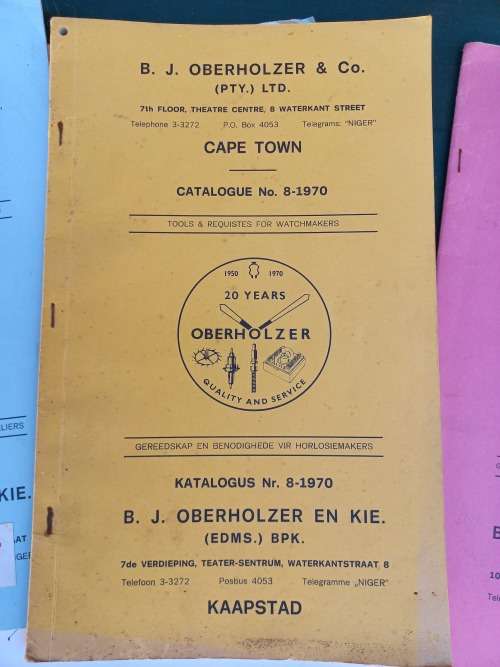 B. J. OBERHOLZER & Co.
(PTY.) LTD.
7th FLOOR, THEATRE CENTRE, 8 WATERKANT STREET
Telephone 3-3272 P.O. Box 4053 Telegrams: "NIGER"
CAPE TOWN
CATALOGUE No. 8-1970
TOOLS & REQUISTES FOR WATCHMAKERS
1950 1970
20 YEARS
OBERHOLZER
QUALITY AND SERVICE
GEREEDSKAP EN BENODIGHEDE VIR HORLOSIEMAKERS
KATALOGUS Nr. 8-1970
B. J. OBERHOLZER EN KIE.
(EDMS.) BPK.
7de VERDIEPING, TEATER-SENTRUM, WATERKANTSTRAAT 8
Telefoon 3-3272 Posbus 4053 Telegramme „NIGER"
KAAPSTAD
KIE.